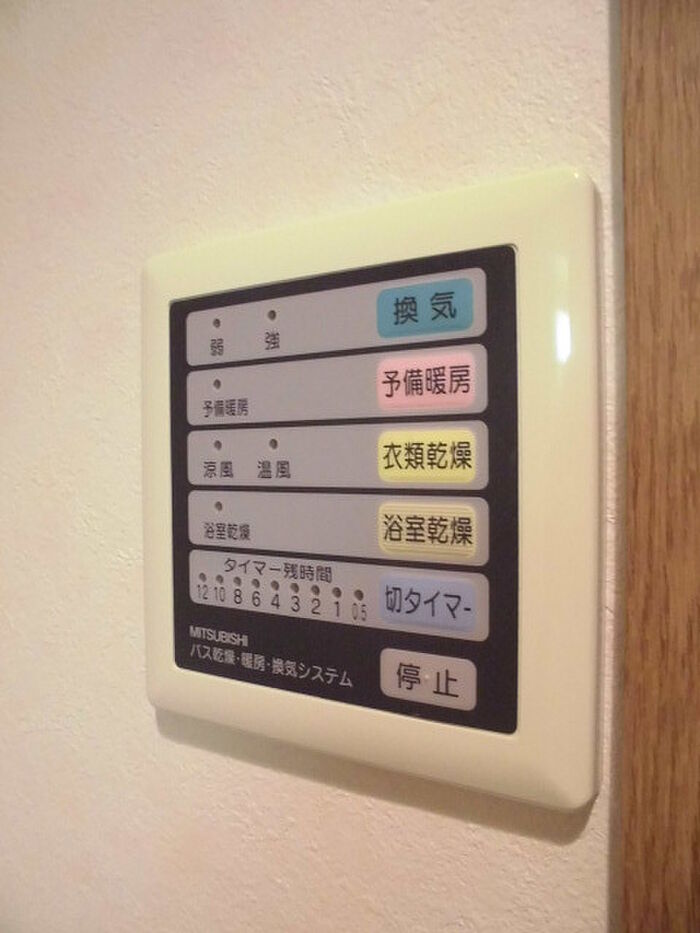 弱 強 換気
予備暖房 予備暖房
涼風 温風 衣類乾燥
浴室乾燥 浴室乾燥
タイマー残時間
12 10 8 6 4 3 2 1 0.5 切タイマー
MITSUBISHI
バス乾燥・暖房・換気システム
停・止